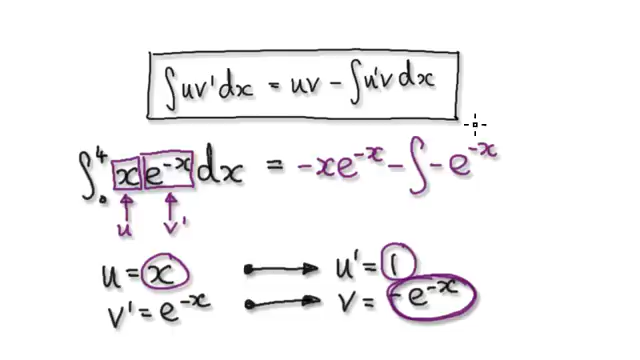 ∫uv'dx = uv - ∫u'v dx
∫₀⁴ x e⁻ˣ dx = -xe⁻ˣ - ∫ -e⁻ˣ
u v'
u = x u' = 1
v' = e⁻ˣ v = -e⁻ˣ